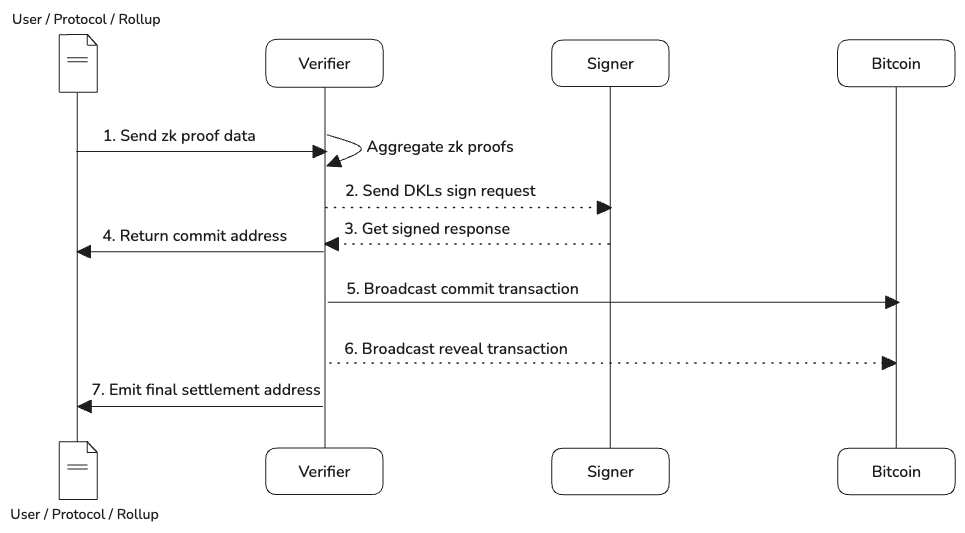 User / Protocol / Rollup
Verifier
Signer
Bitcoin
1. Send zk proof data
Aggregate zk proofs
2. Send DKLs sign request
3. Get signed response
4. Return commit address
5. Broadcast commit transaction
6. Broadcast reveal transaction
7. Emit final settlement address
Verifier
Signer
Bitcoin
User / Protocol / Rollup